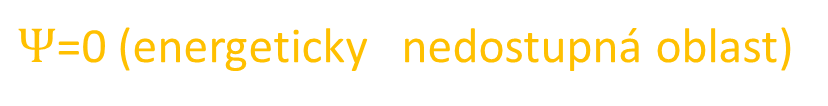 Ψ=0 (energeticky nedostupná oblast)